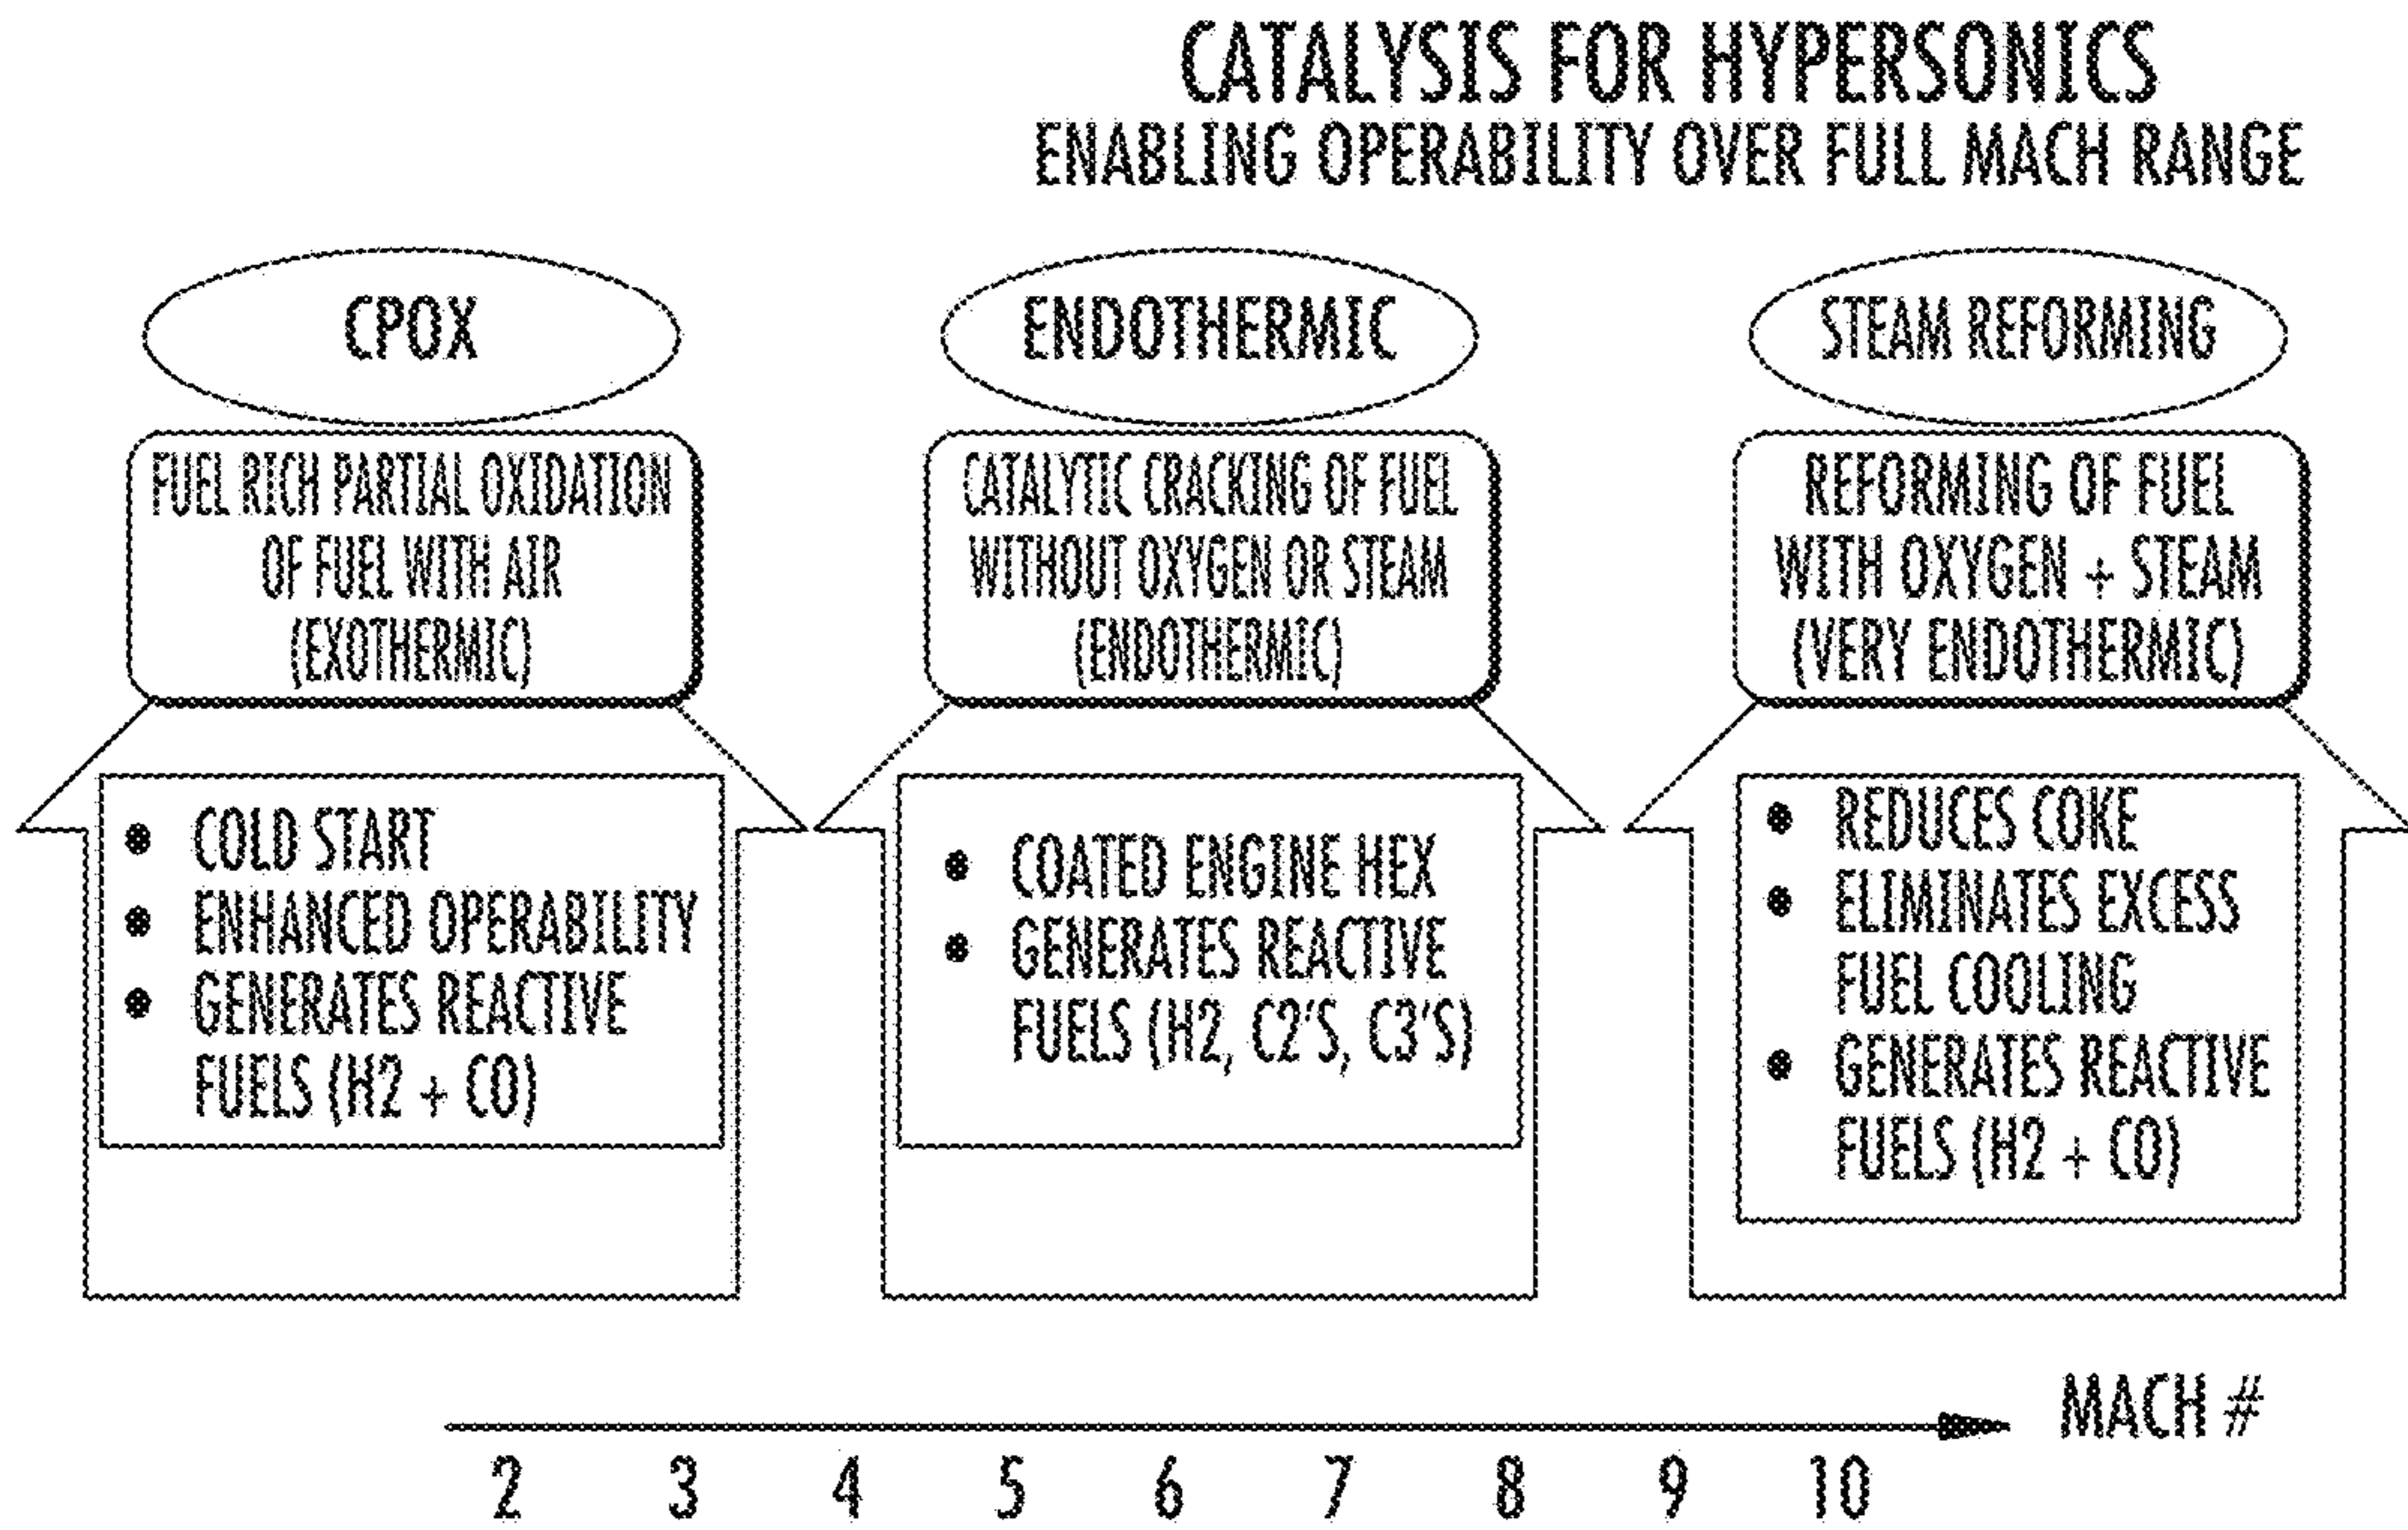 CATALYSIS FOR HYPERSONICS
ENABLING OPERABILITY OVER FULL MACH RANGE
CPOX
FUEL RICH PARTIAL OXIDATION
OF FUEL WITH AIR
(EXOTHERMIC)
• COLD START
• ENHANCED OPERABILITY
• GENERATES REACTIVE
FUELS (H2 + CO)
ENDOTHERMIC
CATALYTIC CRACKING OF FUEL
WITHOUT OXYGEN OR STEAM
(ENDOTHERMIC)
• COATED ENGINE HEX
• GENERATES REACTIVE
FUELS (H2, C2'S, C3'S)
STEAM REFORMING
REFORMING OF FUEL
WITH OXYGEN + STEAM
(VERY ENDOTHERMIC)
• REDUCES COKE
• ELIMINATES EXCESS
FUEL COOLING
• GENERATES REACTIVE
FUELS (H2 + CO)
MACH #
2 3 4 5 6 7 8 9 10